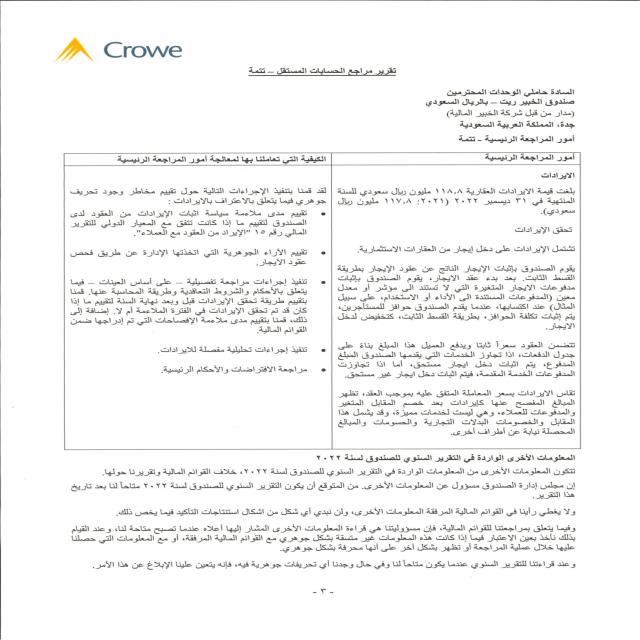 Crowe
تقرير مراجع الحسابات المستقل – تتمة
السادة حاملي الوحدات المحترمين
صندوق الخبير ريت – بالريال السعودي
(مدار من قبل شركة الخبير المالية)
جدة، المملكة العربية السعودية
أمور المراجعة الرئيسية - تتمة
أمور المراجعة الرئيسية
الايرادات
بلغت قيمة الايرادات العقارية ١١٨,٨ مليون ريال سعودي للسنة
المنتهية في ٣١ ديسمبر ٢٠٢٢ (٢٠٢١: ١١٧,٨ مليون ريال
سعودي).
تحقق الإيرادات
تشتمل الإيرادات على دخل إيجار من العقارات الاستثمارية.
يقوم الصندوق بإثبات الإيجار الناتج عن عقود الإيجار بطريقة
القسط الثابت. بعد بدء عقد الايجار، يقوم الصندوق بإثبات
مدفوعات الايجار المتغيرة التي لا تستند الى مؤشر أو معدل
معين (المدفوعات المستندة الى الأداء أو الاستخدام، على سبيل
المثال) عند اكتسابها، عندما يقدم الصندوق حوافز للمستأجرين،
يتم إثبات تكلفة الحوافز، بطريقة القسط الثابت، كتخفيض لدخل
الايجار.
تتضمن العقود سعراً ثابتا ويدفع العميل هذا المبلغ بناة على
جدول الدفعات، اذا تجاوز الخدمات التي يقدمها الصندوق المبلغ
المدفوع، يتم اثبات دخل ايجار مستحق، أما اذا تجاوزت
المدفوعات الخدمة المقدمة، فيتم اثبات دخل ايجار غير مستحق.
تقاس الايرادات بسعر المعاملة المتفق عليه بموجب العقد، تظهر
المبالغ المفصح عنها كإيرادات بعد خصم المقابل المتغير
والمدفوعات للعملاء، وهي ليست لخدمات مميزة، وقد يشمل هذا
المقابل والخصومات البدلات التجارية والحسومات والمبالغ
المحصلة نيابة عن أطراف أخرى.
الكيفية التي تعاملنا بها لمعالجة أمور المراجعة الرئيسية
لقد قمنا بتنفيذ الإجراءات التالية حول تقييم مخاطر وجود تحريف
جوهري فيما يتعلق بالاعتراف بالايرادات :
• تقييم مدى ملاءمة سياسة اثبات الإيرادات من العقود لدى
الصندوق لتقييم ما إذا كانت تتفق مع المعيار الدولي للتقرير
المالي رقم ١٥ "الإيراد من العقود مع العملاء".
• تقييم الأراء الجوهرية التي اتخذتها الإدارة عن طريق فحص
عقود الايجار.
• تنفيذ إجراءات مراجعة تفصيلية – على أساس العينات – فيما
يتعلق بالأحكام والشروط التعاقدية وطريقة المحاسبة عنها. قمنا
بتقييم طريقة تحقق الإيرادات قبل وبعد نهاية السنة لتقييم ما إذا
كان قد تم تحقق الإيرادات في الفترة الملاءمة أم لا. إضافة إلى
ذلك، قمنا بتقييم مدى ملاءمة الإفصاحات التي تم إدراجها ضمن
القوائم المالية.
• تنفيذ إجراءات تحليلية مفصلة للايرادات.
• مراجعة الافتراضات والأحكام الرئيسية.
المعلومات الأخرى الواردة في التقرير السنوي للصندوق لسنة ٢٠٢٢
تتكون المعلومات الأخرى من المعلومات الواردة في التقرير السنوي للصندوق لسنة ٢٠٢٢، خلاف القوائم المالية وتقريرنا حولها.
إن مجلس إدارة الصندوق مسؤول عن المعلومات الأخرى. من المتوقع أن يكون التقرير السنوي للصندوق لسنة ٢٠٢٢ متاحاً لنا بعد تاريخ
هذا التقرير.
ولا يغطي رأينا في القوائم المالية المرفقة المعلومات الأخرى، ولن نبدي أي شكل من اشكال استنتاجات التأكيد فيما يخص ذلك.
وفيما يتعلق بمراجعتنا للقوائم المالية، فإن مسؤوليتنا هي قراءة المعلومات الأخرى المشار إليها أعلاه عندما تصبح متاحة لنا، وعند القيام
بذلك نأخذ بعين الاعتبار فيما إذا كانت هذه المعلومات غير متسقة بشكل جوهري مع القوائم المالية المرفقة، أو مع المعلومات التي حصلنا
عليها خلال عملية المراجعة أو تظهر بشكل آخر على أنها محرفة بشكل جوهري.
وعند قراءتنا للتقرير السنوي عندما يكون متاحاً لنا وفي حال وجدنا أي تحريفات جوهرية فيه، فإنه يتعين علينا الإبلاغ عن هذا الأمر.
- ٣ -